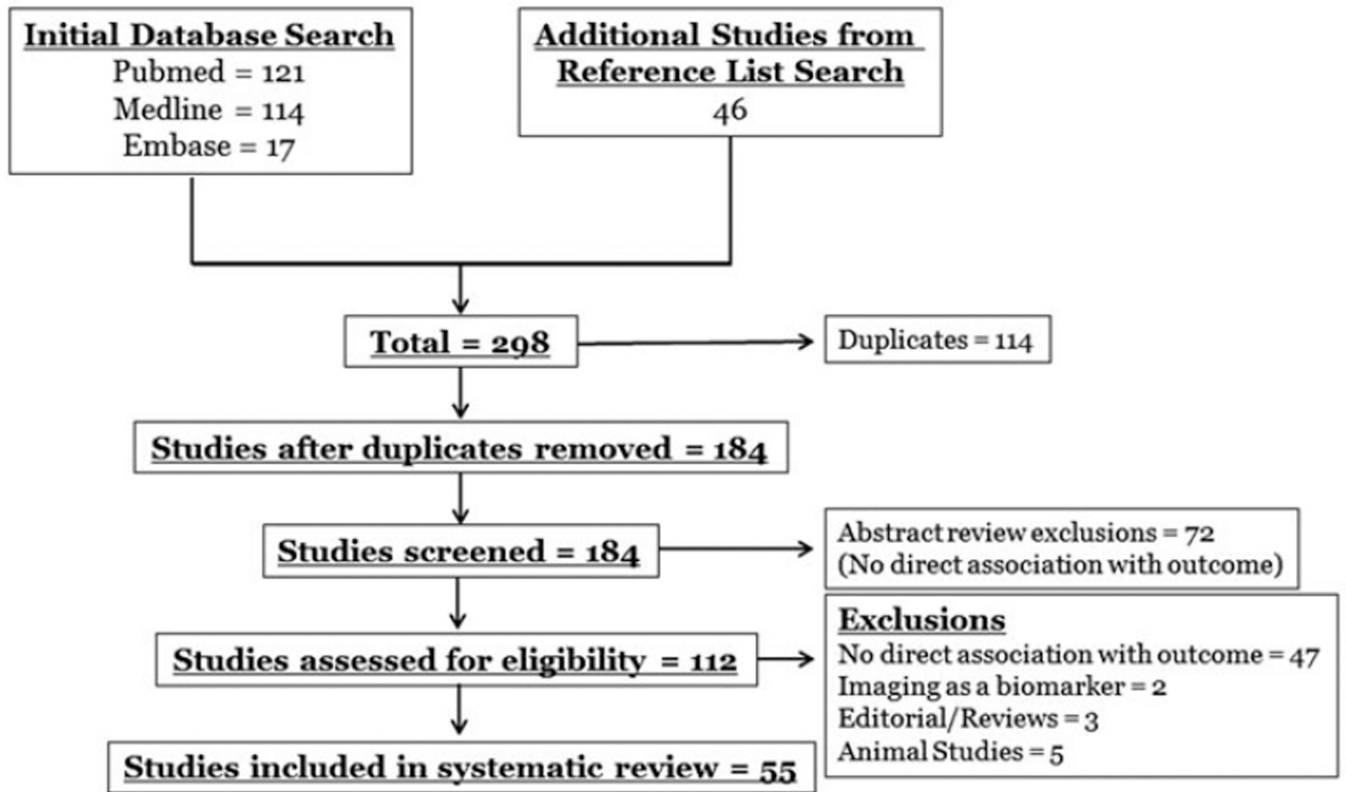 Initial Database Search
Pubmed = 121
Medline = 114
Embase = 17
Additional Studies from
Reference List Search
46
Total = 298
Duplicates = 114
Studies after duplicates removed = 184
Studies screened = 184
Abstract review exclusions = 72
(No direct association with outcome)
Studies assessed for eligibility = 112
Exclusions
No direct association with outcome = 47
Imaging as a biomarker = 2
Editorial/Reviews = 3
Animal Studies = 5
Studies included in systematic review = 55